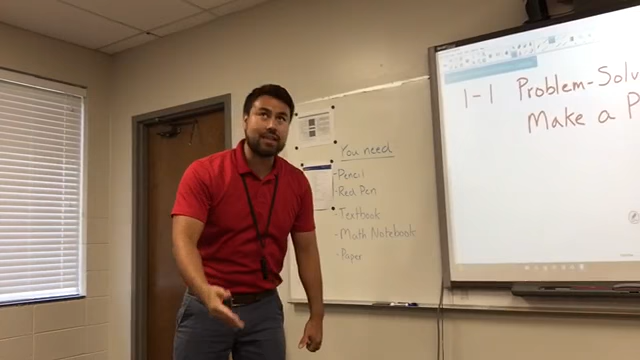 You need
- Pencil
- Red Pen
- Textbook
- Math Notebook
- Paper
1-1 Problem-Solv
Make a P